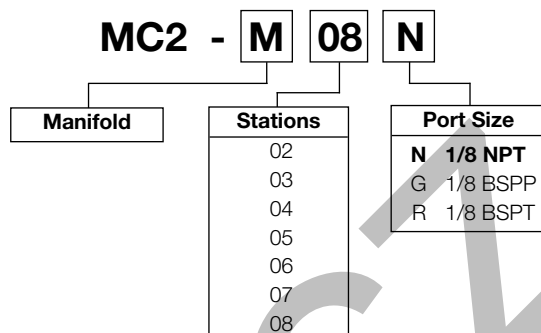 MC2 - M 08 N
Manifold
Stations
02
03
04
05
06
07
08
Port Size
N 1/8 NPT
G 1/8 BSPP
R 1/8 BSPT